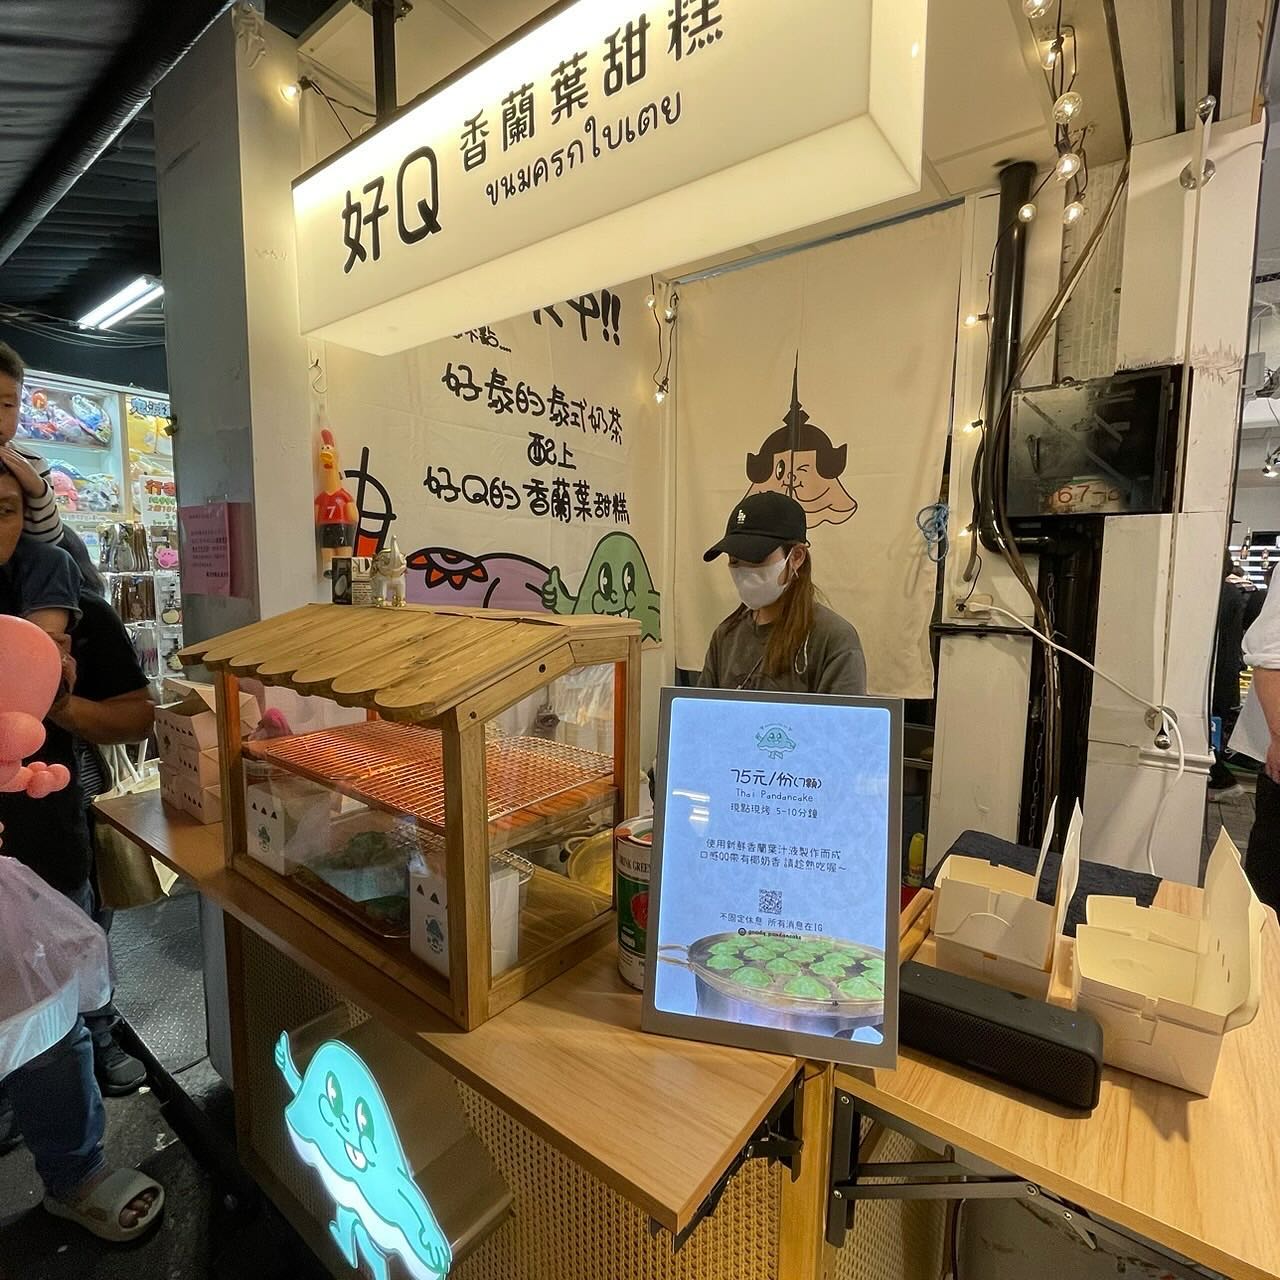 好Q 香蘭葉甜糕
ขนมครกใบเตย
好泰的泰式奶茶
配上
好Q的香蘭葉甜糕
75元/份(7顆)
Thai Pandancake
現點現烤 5-10分鐘
使用新鮮香蘭葉汁液製作而成
口感QQ帶有椰奶香 請趁熱吃喔~
不固定休息 所有消息在IG
goodq_pandancake
7
LA